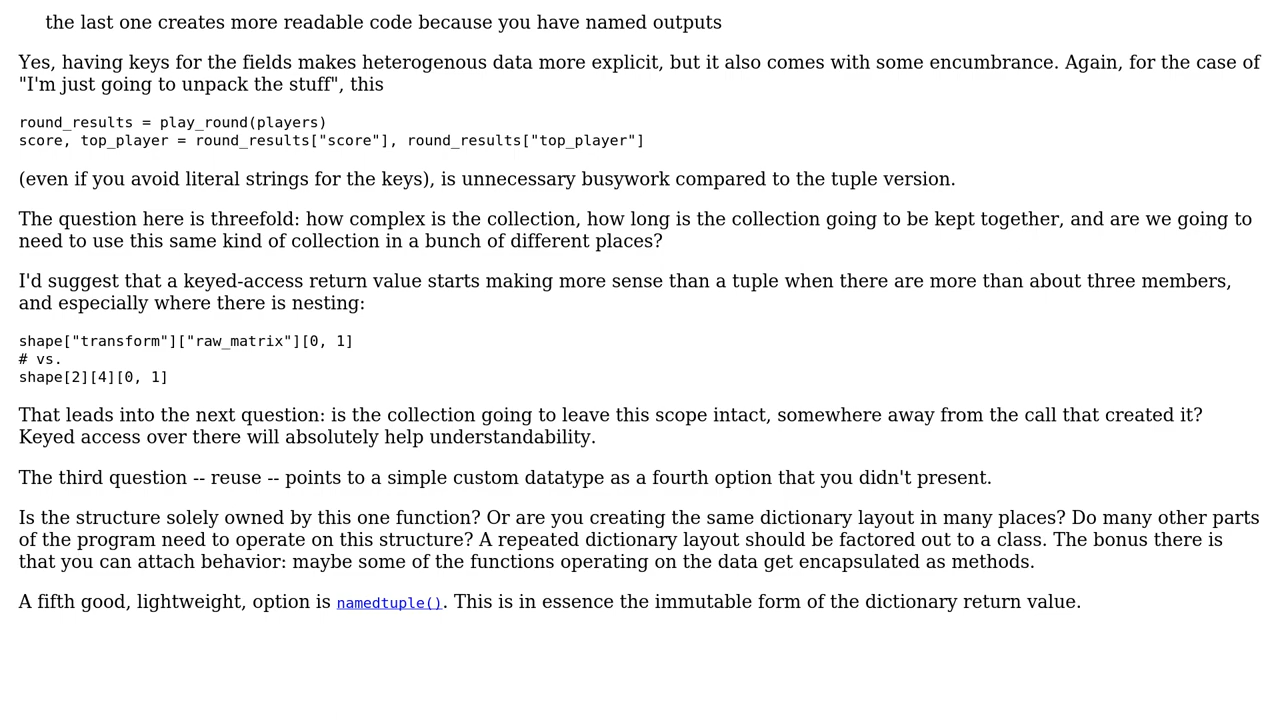 the last one creates more readable code because you have named outputs
Yes, having keys for the fields makes heterogenous data more explicit, but it also comes with some encumbrance. Again, for the case of
"I'm just going to unpack the stuff", this
round_results = play_round(players)
score, top_player = round_results["score"], round_results["top_player"]
(even if you avoid literal strings for the keys), is unnecessary busywork compared to the tuple version.
The question here is threefold: how complex is the collection, how long is the collection going to be kept together, and are we going to
need to use this same kind of collection in a bunch of different places?
I'd suggest that a keyed-access return value starts making more sense than a tuple when there are more than about three members,
and especially where there is nesting:
shape["transform"]["raw_matrix"][0, 1]
# vs.
shape[2][4][0, 1]
That leads into the next question: is the collection going to leave this scope intact, somewhere away from the call that created it?
Keyed access over there will absolutely help understandability.
The third question -- reuse -- points to a simple custom datatype as a fourth option that you didn't present.
Is the structure solely owned by this one function? Or are you creating the same dictionary layout in many places? Do many other parts
of the program need to operate on this structure? A repeated dictionary layout should be factored out to a class. The bonus there is
that you can attach behavior: maybe some of the functions operating on the data get encapsulated as methods.
A fifth good, lightweight, option is namedtuple(). This is in essence the immutable form of the dictionary return value.